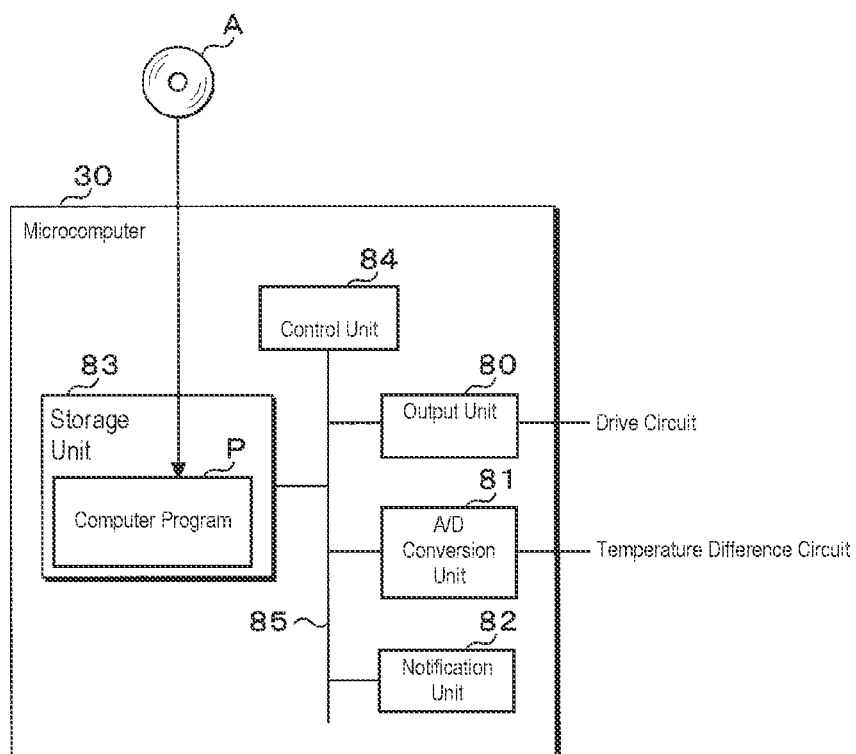 A
30
Microcomputer
84
Control Unit
83
80
Storage
Unit
Output Unit
Drive Circuit
P
Computer Program
81
A/D
Conversion
Unit
Temperature Difference Circuit
85
82
Notification
Unit